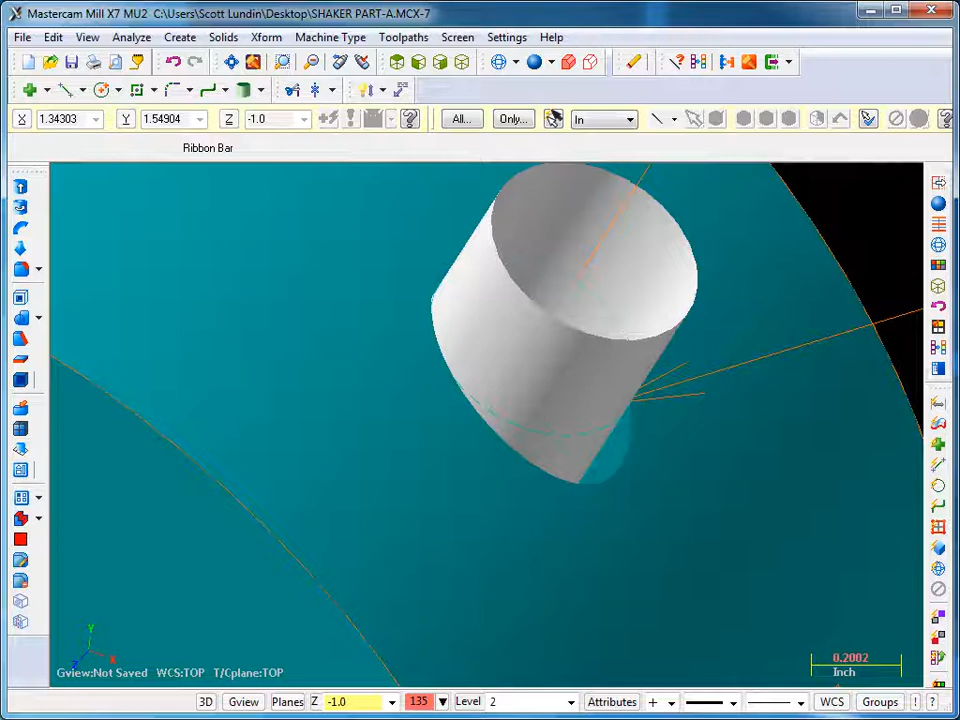 Mastercam Mill X7 MU2 C:\Users\Scott Lundin\Desktop\SHAKER PART-A.MCX-7
File Edit View Analyze Create Solids Xform Machine Type Toolpaths Screen Settings Help
X 1.34303 Y 1.54904 Z -1.0 All... Only... In
Ribbon Bar
Y
X
Z
Gview:Not Saved WCS:TOP T/Cplane:TOP
0.2002
Inch
3D Gview Planes Z -1.0 135 Level 2 Attributes WCS Groups ! ?